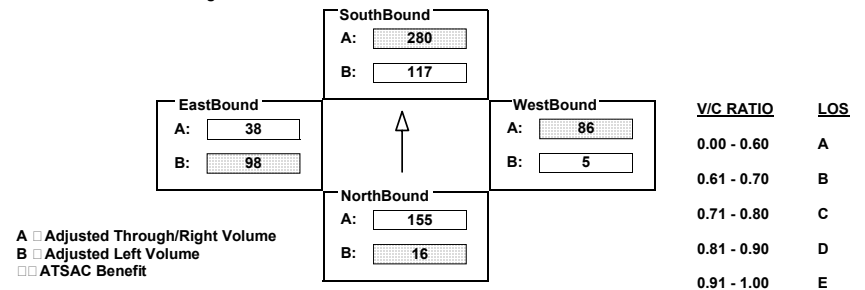 SouthBound
A: 280
B: 117
EastBound
A: 38
B: 98
WestBound
A: 86
B: 5
NorthBound
A: 155
B: 16
A □ Adjusted Through/Right Volume
B □ Adjusted Left Volume
□□ ATSAC Benefit
V/C RATIO LOS
0.00 - 0.60 A
0.61 - 0.70 B
0.71 - 0.80 C
0.81 - 0.90 D
0.91 - 1.00 E